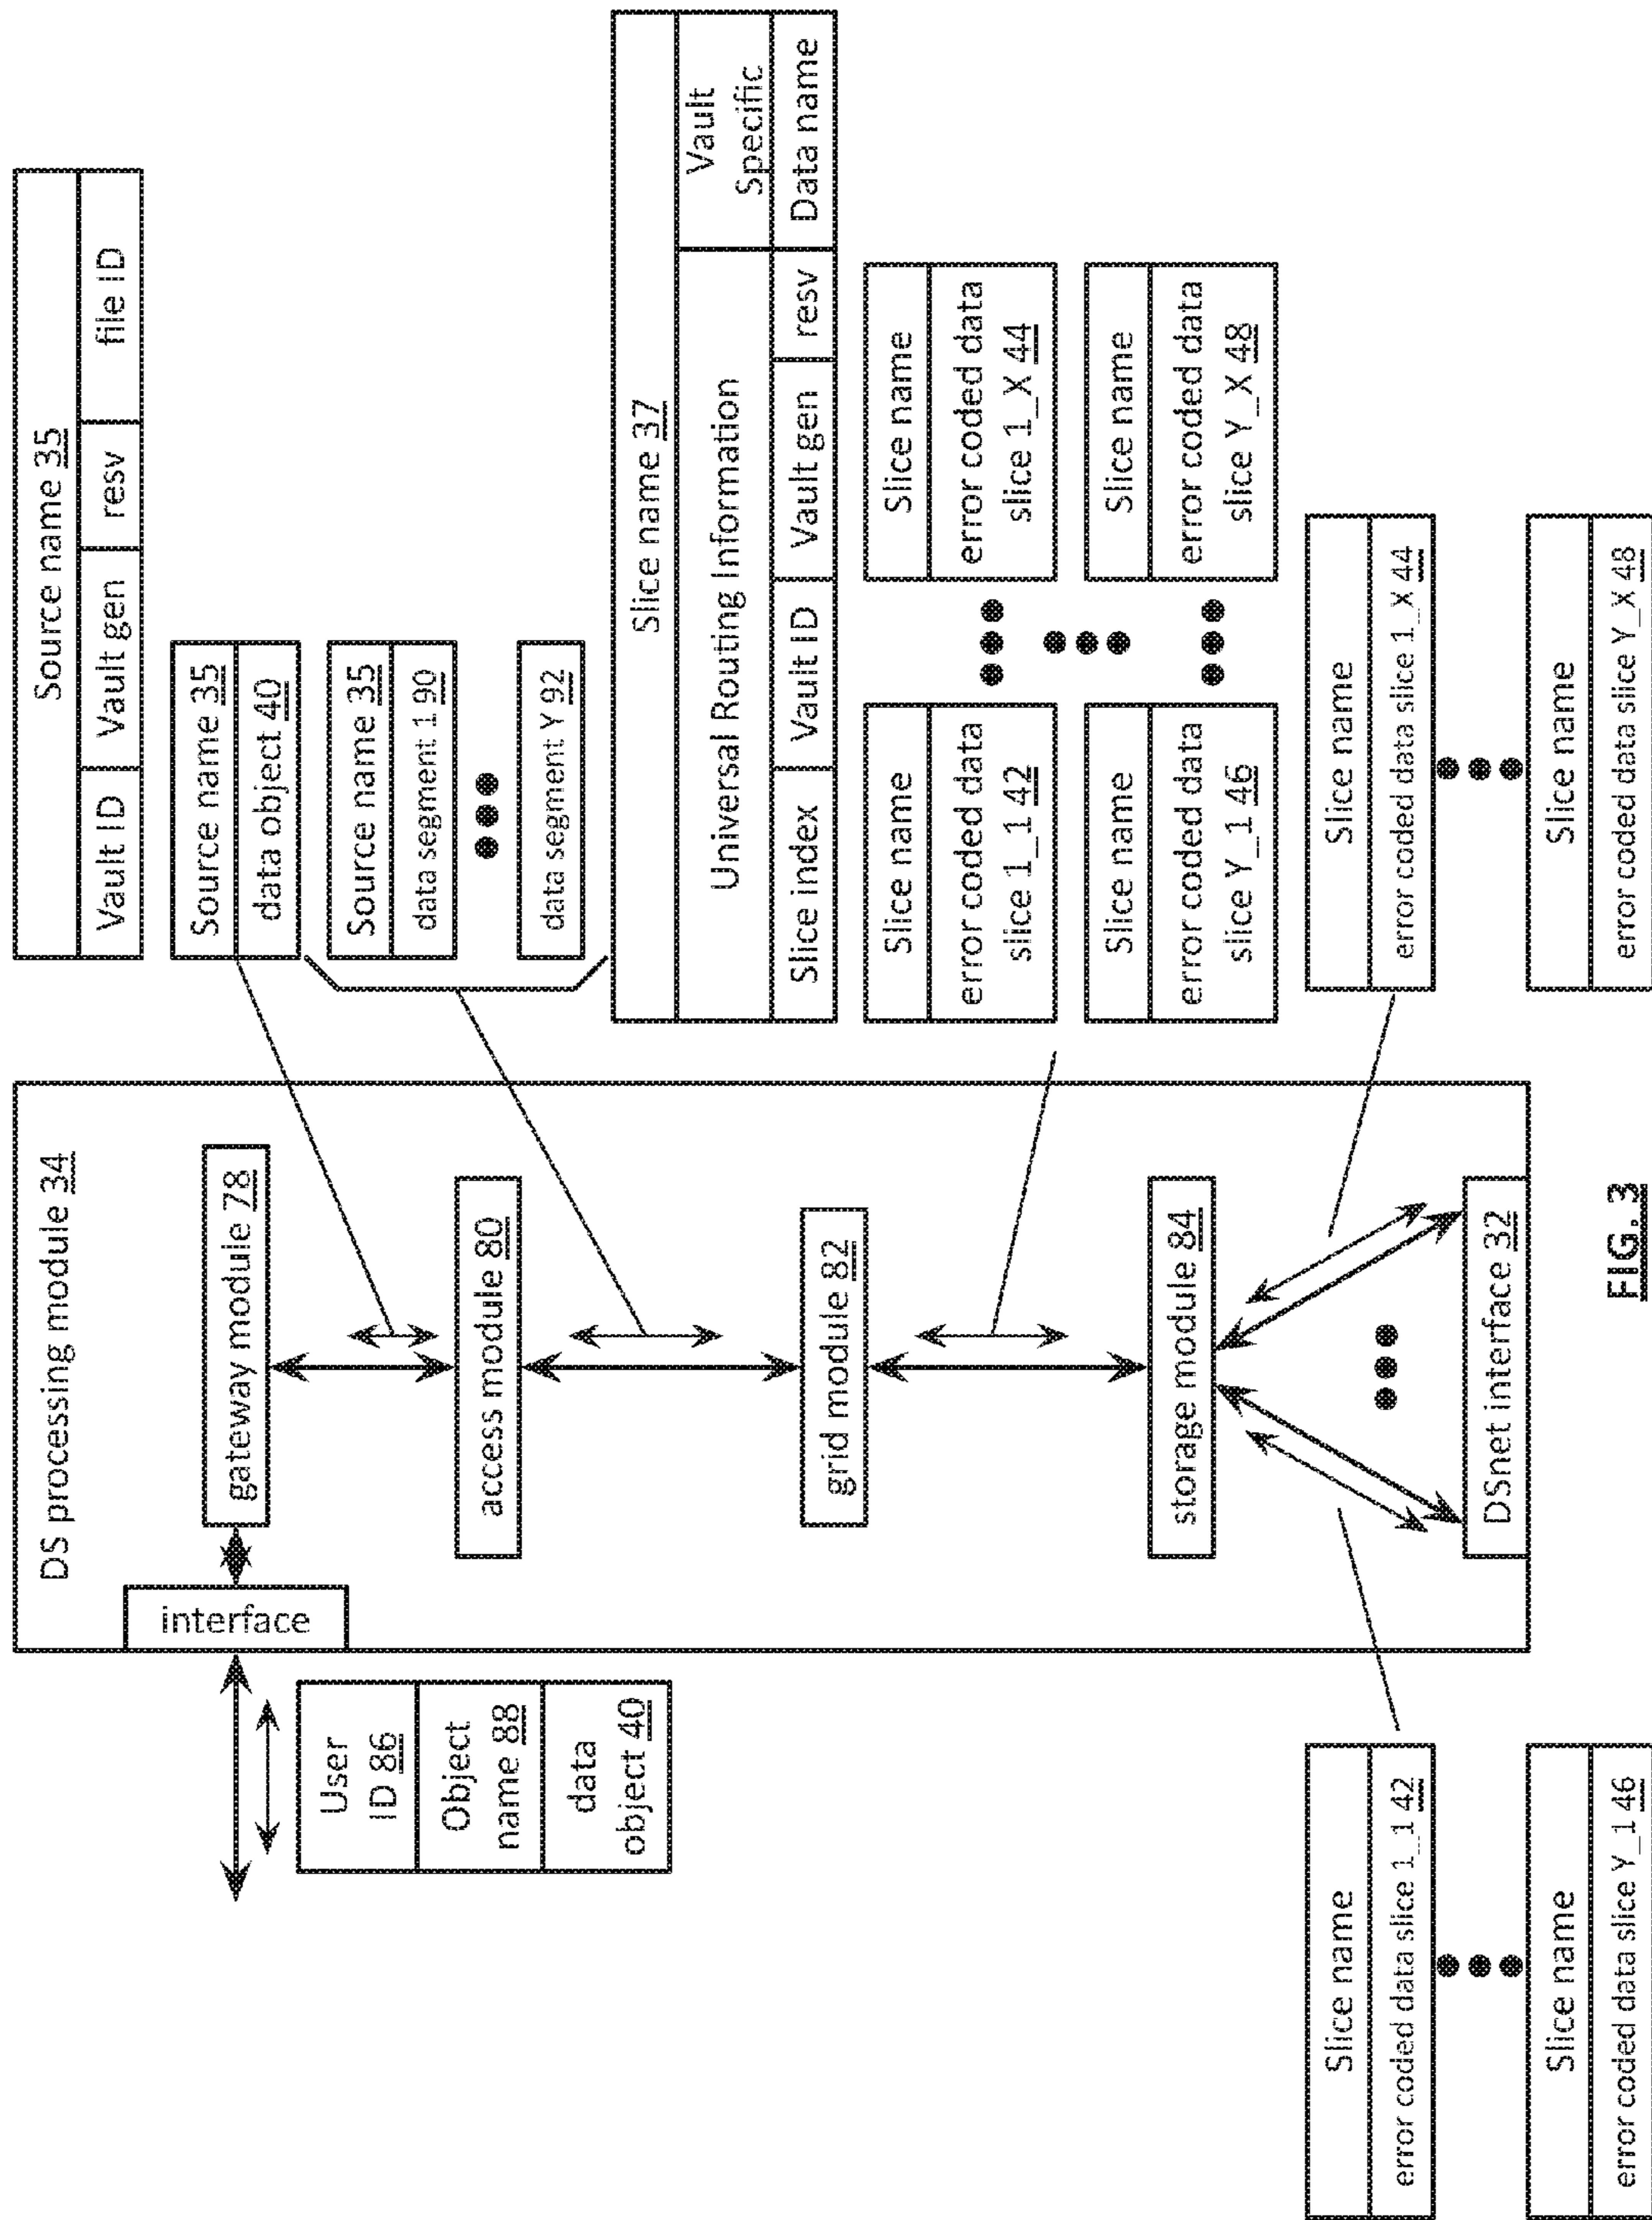 DS processing module 34
interface
gateway module 78
access module 80
grid module 82
storage module 84
DSnet interface 32
User
ID 86
Object
name 88
data
object 40
Source name 35
Vault ID
Vault gen
resv
file ID
Source name 35
data object 40
Source name 35
data segment 1 90
data segment Y 92
Slice name 37
Universal Routing Information
Vault
Specific
Slice index
Vault ID
Vault gen
resv
Data name
Slice name
error coded data
slice 1_1 42
Slice name
error coded data
slice 1_X 44
Slice name
error coded data
slice Y_1 46
Slice name
error coded data
slice Y_X 48
Slice name
error coded data slice 1_1 42
Slice name
error coded data slice Y_1 46
Slice name
error coded data slice 1_X 44
Slice name
error coded data slice Y_X 48
FIG. 3